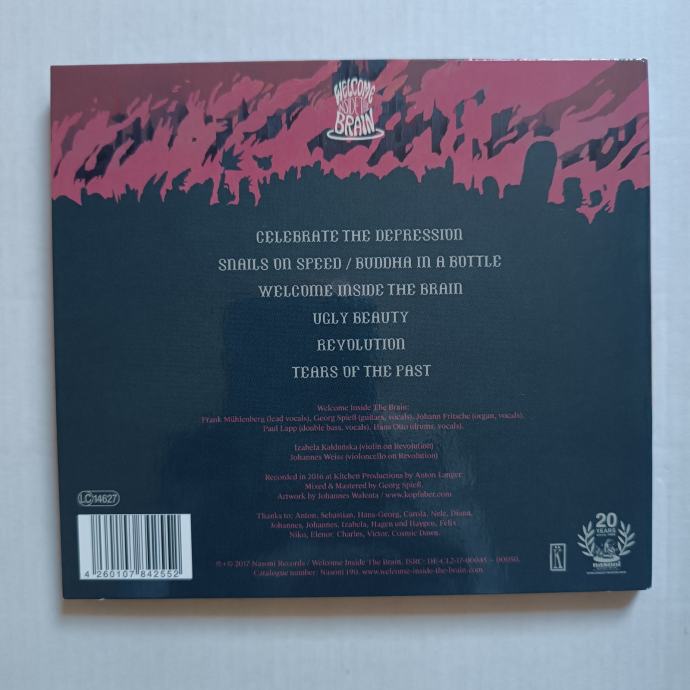 WELCOME
INSIDE THE
BRAIN
CELEBRATE THE DEPRESSION
SNAILS ON SPEED / BUDDHA IN A BOTTLE
WELCOME INSIDE THE BRAIN
UGLY BEAUTY
REVOLUTION
TEARS OF THE PAST
Welcome Inside The Brain:
Frank Mühlenberg (lead vocals), Georg Spieß (guitars, vocals), Johann Fritsche (organ, vocals),
Paul Lapp (double bass, vocals), Hans Otto (drums, vocals).
Izabela Kałduńska (violin on Revolution)
Johannes Weiss (violoncello on Revolution)
Recorded in 2016 at Kitchen Productions by Anton Langer.
Mixed & Mastered by Georg Spieß.
Artwork by Johannes Walenta / www.kopfuber.com
Thanks to: Anton, Sebastian, Hans-Georg, Carola, Nele, Diana,
Johannes, Johannes, Izabela, Hagen und Haygen, Felix
Niko, Elenor, Charles, Victor, Cosmic Dawn.
℗ + © 2017 Nasoni Records / Welcome Inside The Brain. ISRC: DE-CL2-17-00045 – 00050.
Catalogue number: Nasoni 190. www.welcome-inside-the-brain.com
LC 14627
4 260107 842552
20
YEARS
nasoni